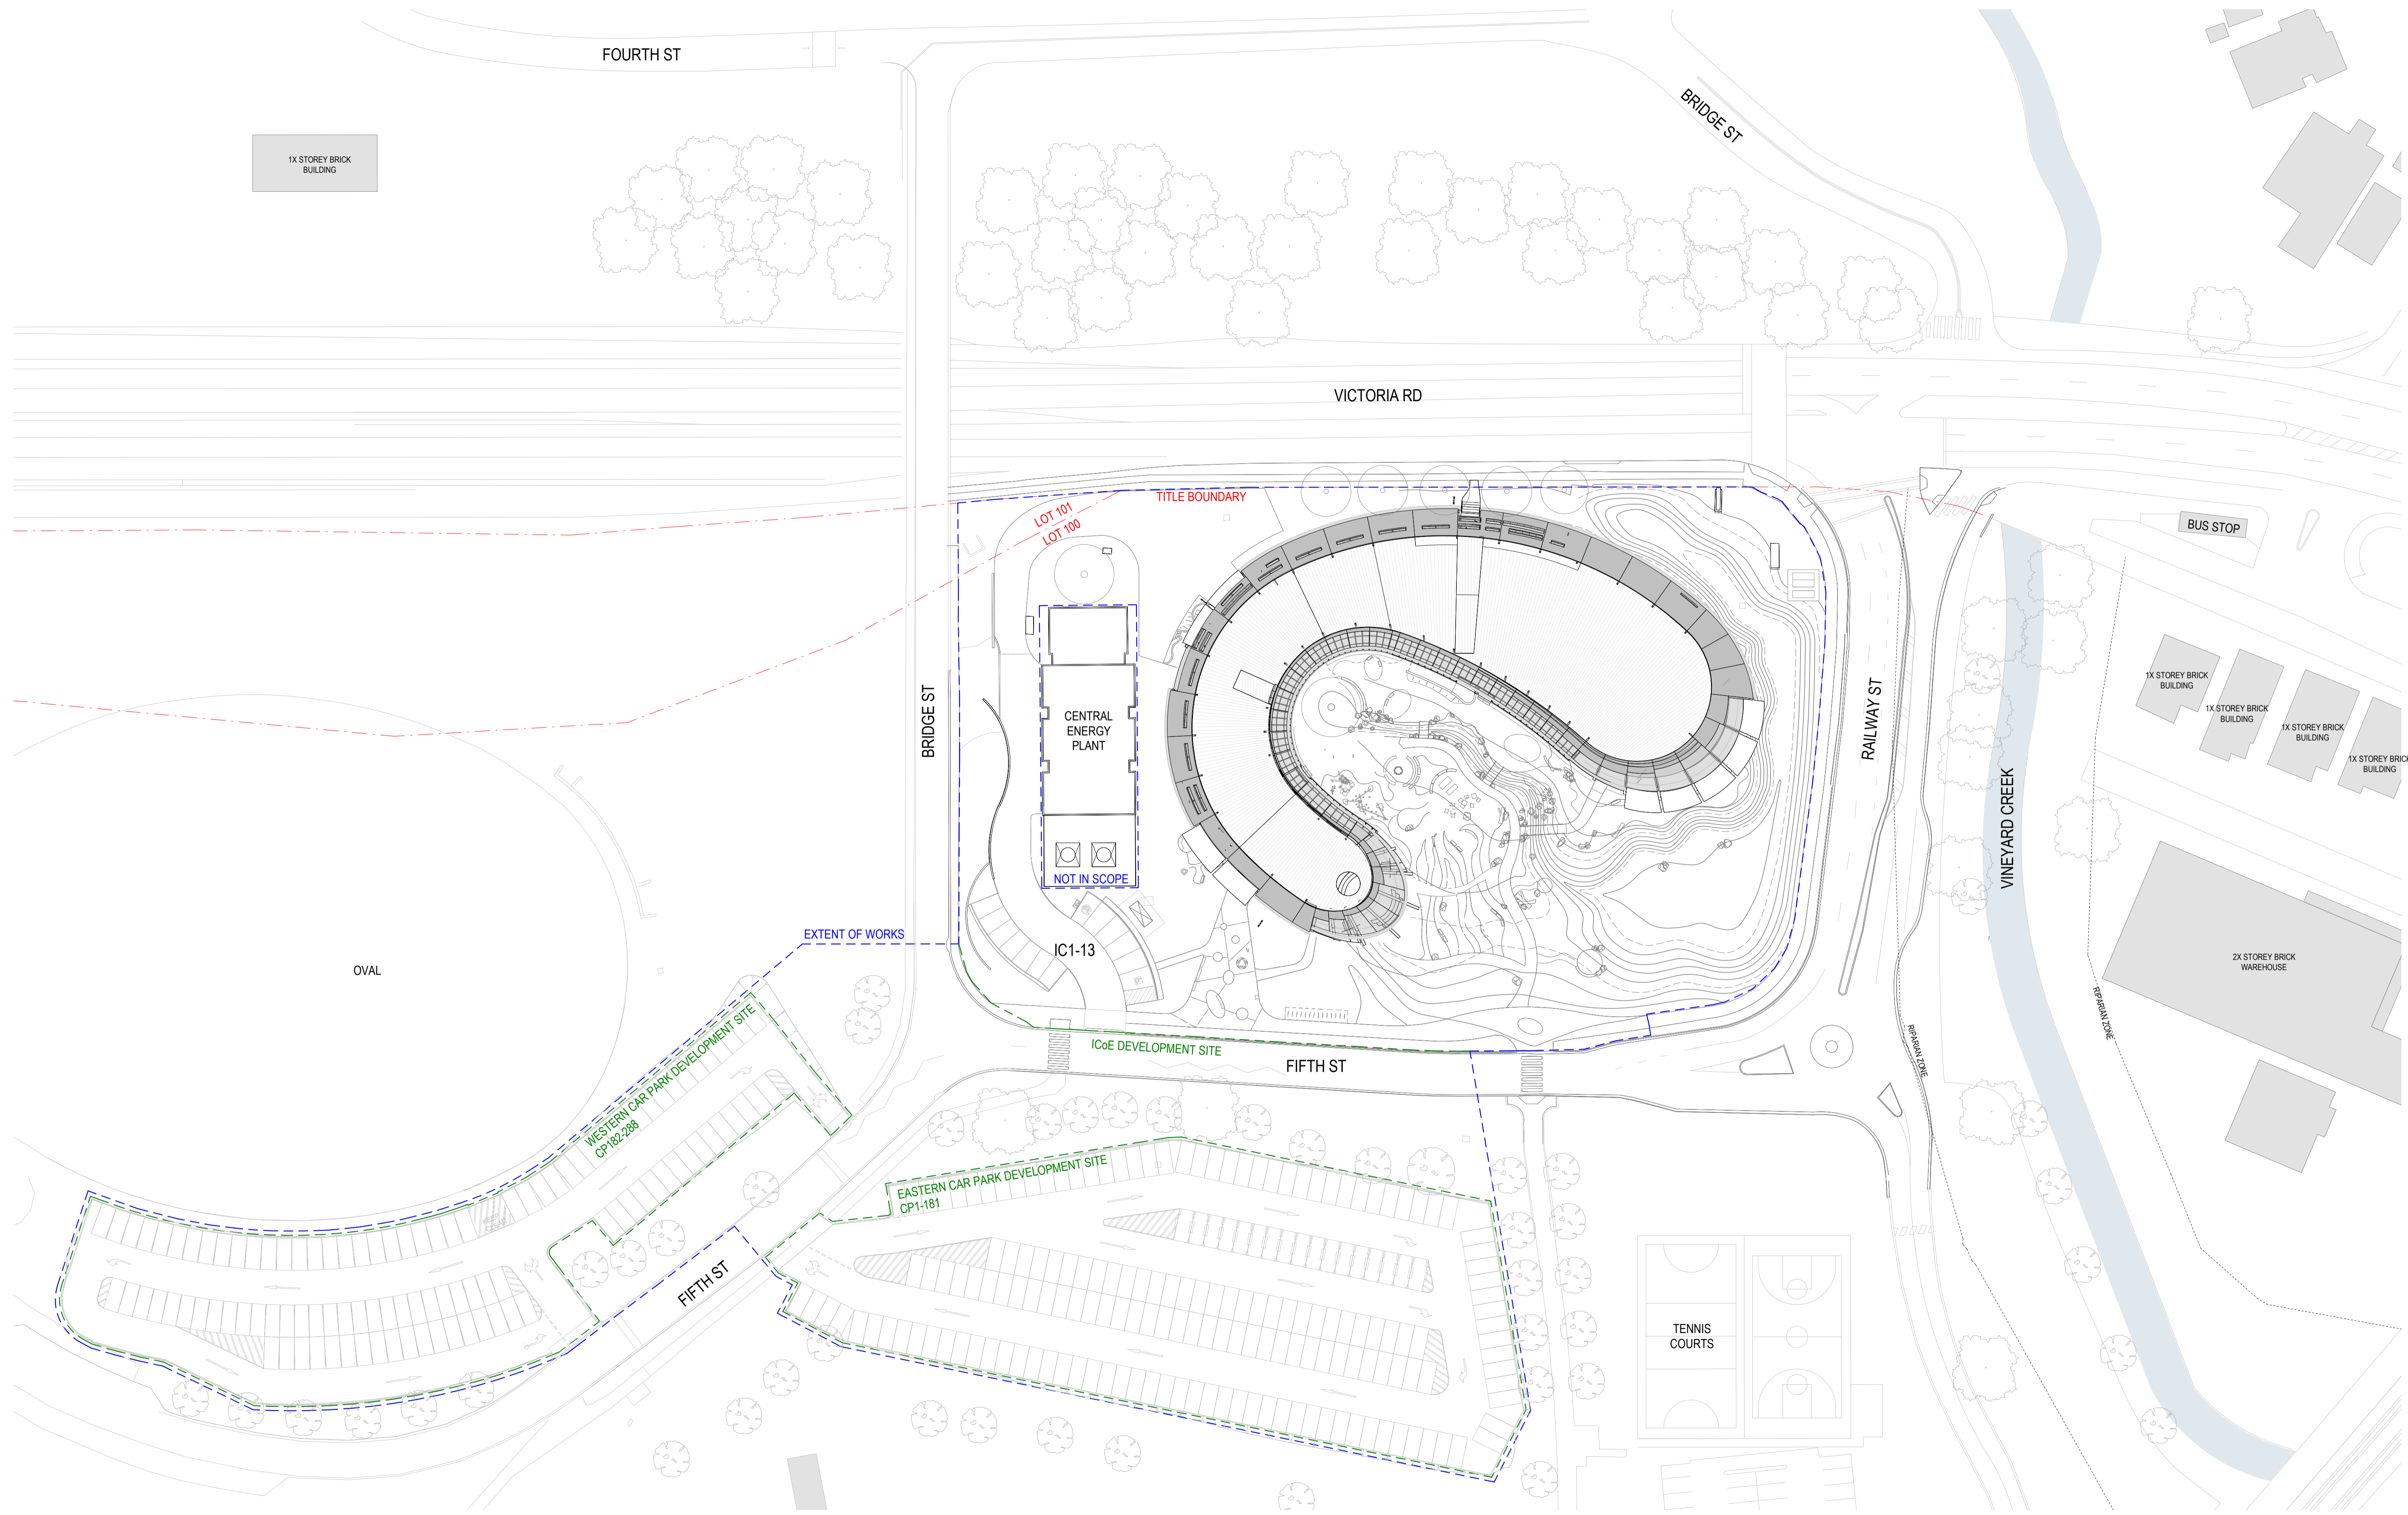 FOURTH ST
BRIDGE ST
1X STOREY BRICK
BUILDING
VICTORIA RD
TITLE BOUNDARY
LOT 101
LOT 100
BUS STOP
1X STOREY BRICK
BUILDING
1X STOREY BRICK
BUILDING
1X STOREY BRICK
BUILDING
1X STOREY BRICK
BUILDING
BRIDGE ST
CENTRAL
ENERGY
PLANT
NOT IN SCOPE
RAILWAY ST
VINEYARD CREEK
EXTENT OF WORKS
IC1-13
OVAL
2X STOREY BRICK
WAREHOUSE
RIPARIAN ZONE
RIPARIAN ZONE
WESTERN CAR PARK DEVELOPMENT SITE
CP182-288
ICoE DEVELOPMENT SITE
FIFTH ST
EASTERN CAR PARK DEVELOPMENT SITE
CP1-181
FIFTH ST
TENNIS
COURTS